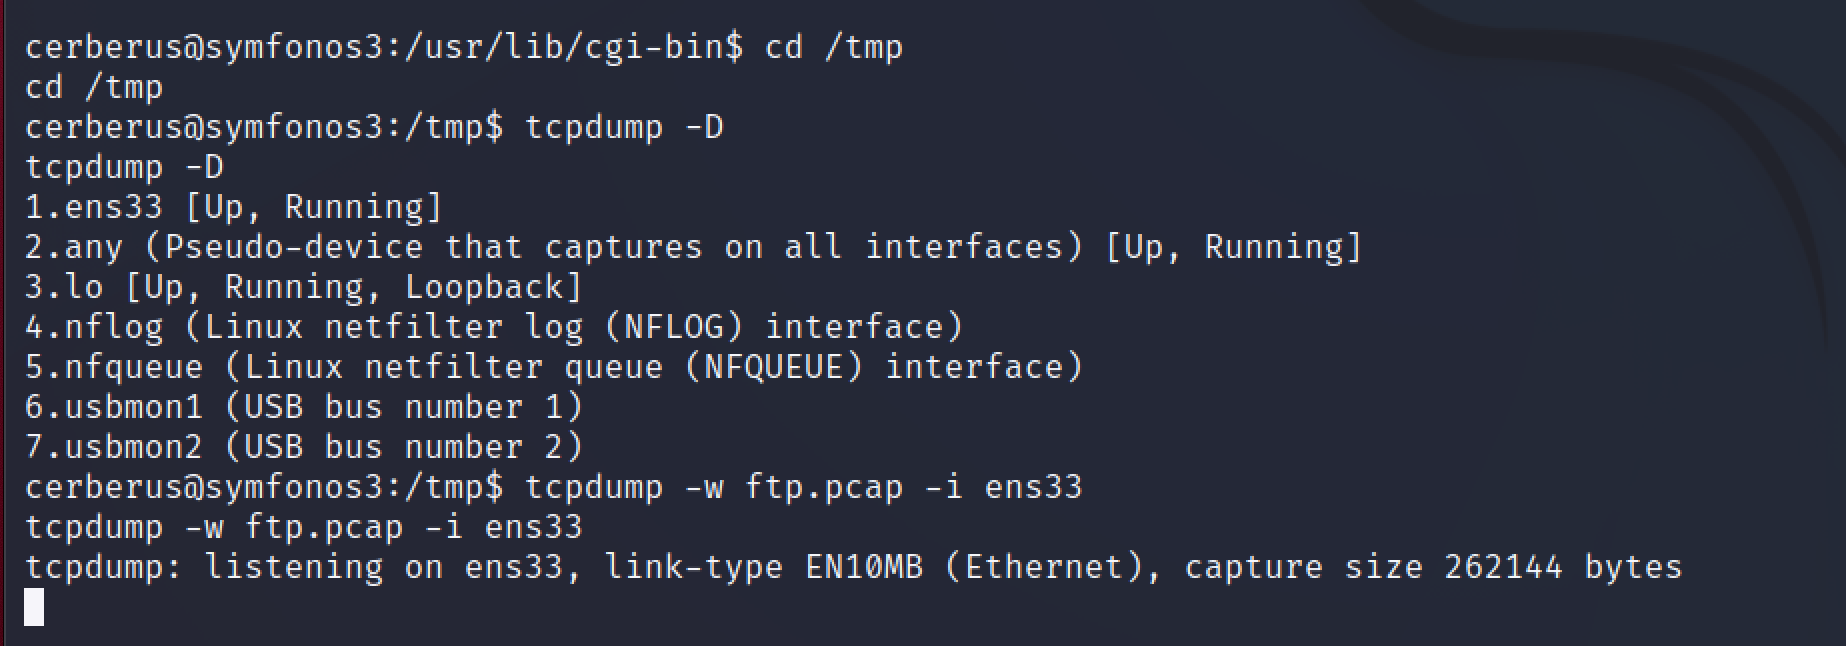 cerberus@symfonos3:/usr/lib/cgi-bin$ cd /tmp
cd /tmp
cerberus@symfonos3:/tmp$ tcpdump -D
tcpdump -D
1.ens33 [Up, Running]
2.any (Pseudo-device that captures on all interfaces) [Up, Running]
3.lo [Up, Running, Loopback]
4.nflog (Linux netfilter log (NFLOG) interface)
5.nfqueue (Linux netfilter queue (NFQUEUE) interface)
6.usbmon1 (USB bus number 1)
7.usbmon2 (USB bus number 2)
cerberus@symfonos3:/tmp$ tcpdump -w ftp.pcap -i ens33
tcpdump -w ftp.pcap -i ens33
tcpdump: listening on ens33, link-type EN10MB (Ethernet), capture size 262144 bytes